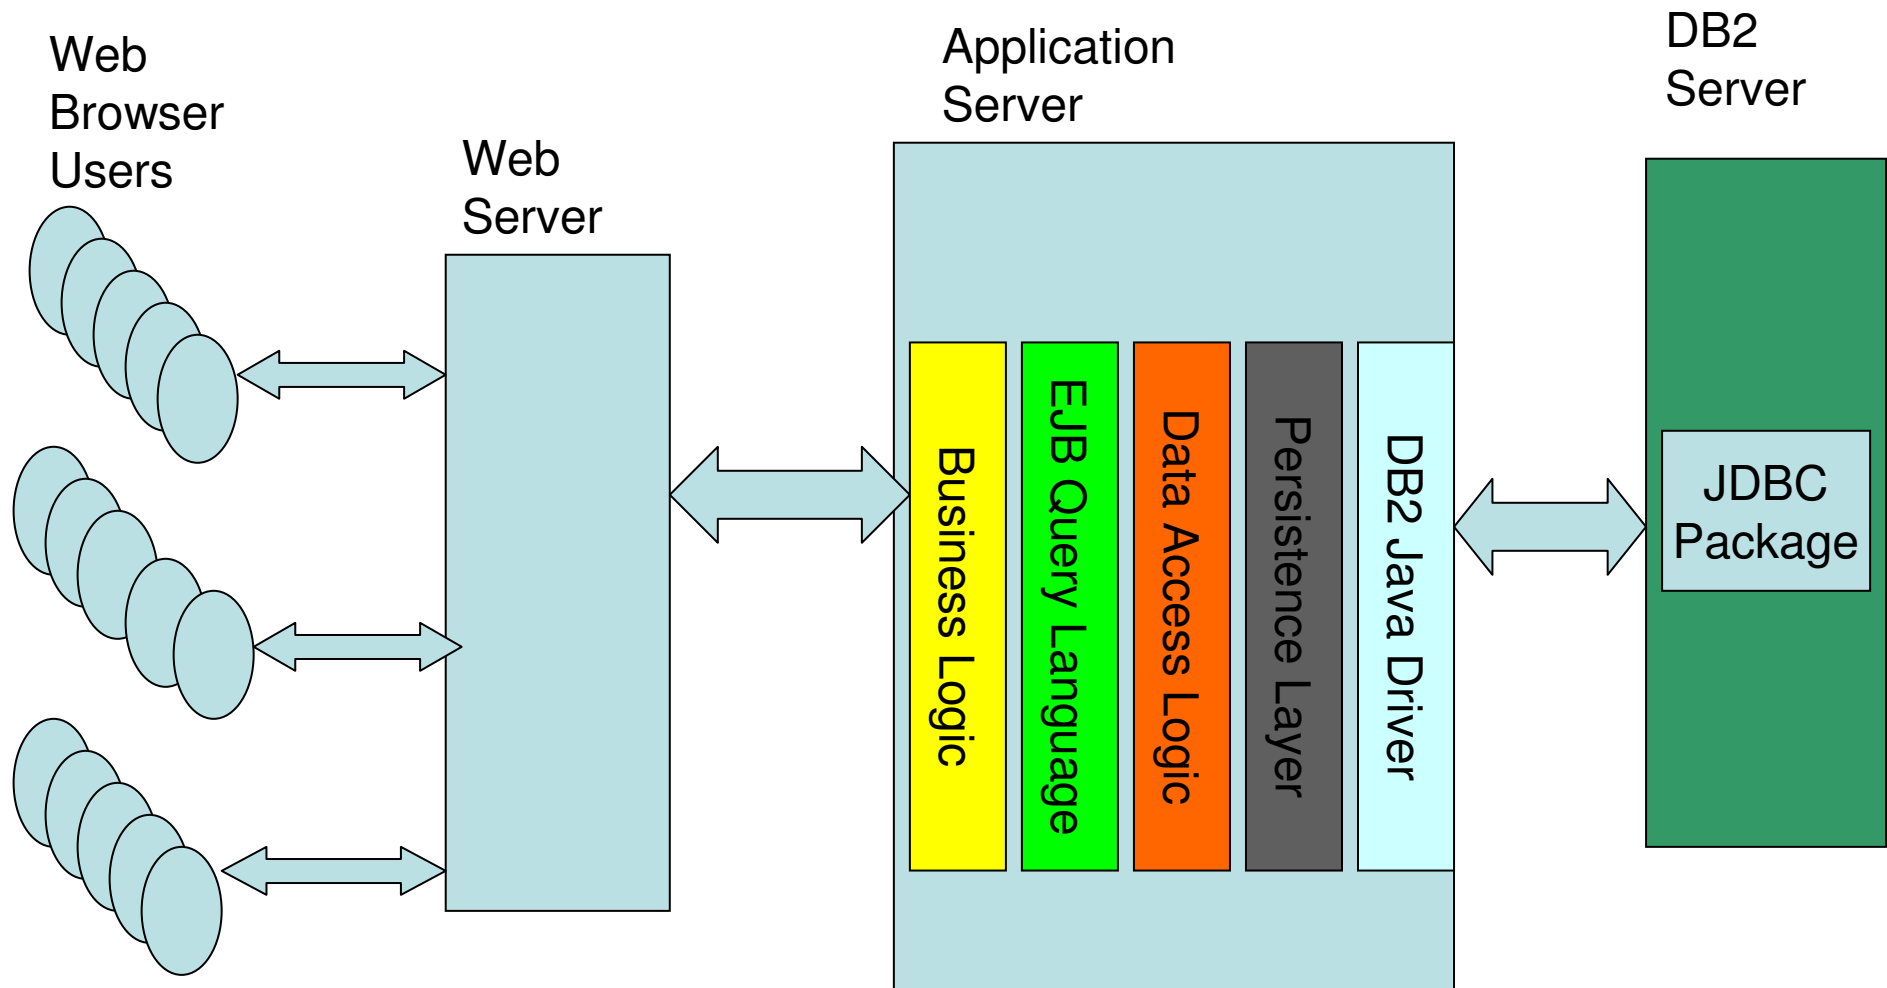 Web
Browser
Users
Web
Server
Application
Server
DB2
Server
Business Logic
EJB Query Language
Data Access Logic
Persistence Layer
DB2 Java Driver
JDBC
Package